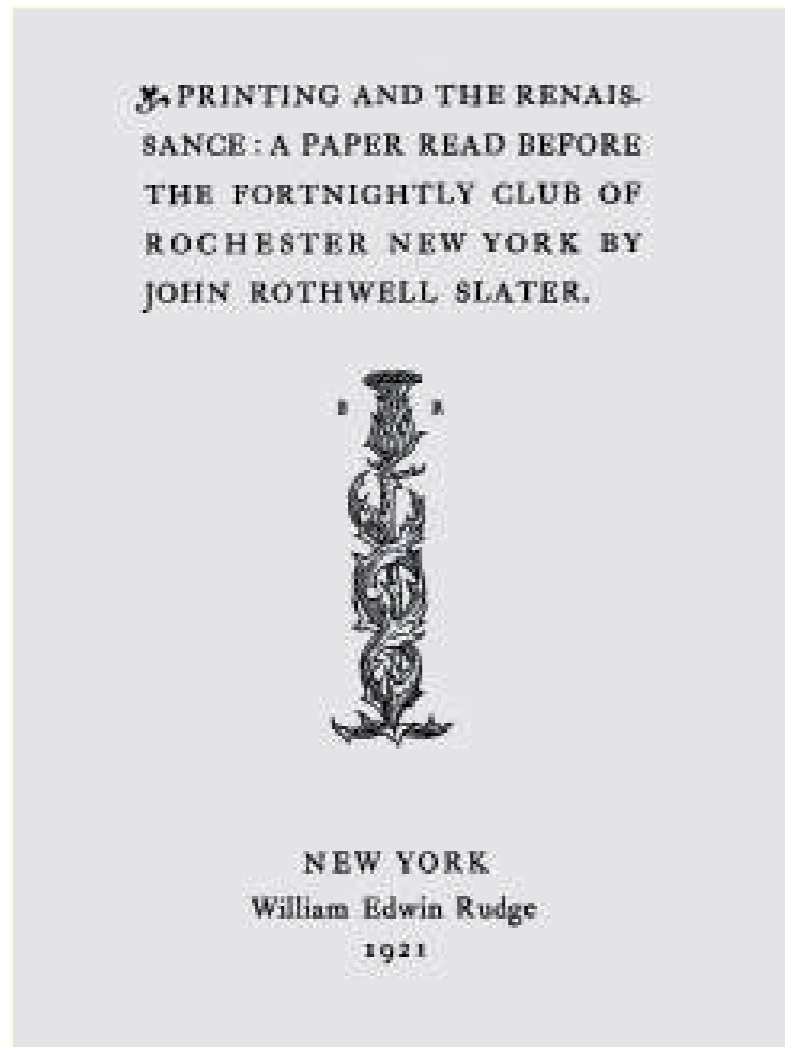 PRINTING AND THE RENAIS-
SANCE: A PAPER READ BEFORE
THE FORTNIGHTLY CLUB OF
ROCHESTER NEW YORK BY
JOHN ROTHWELL SLATER.
R
NEW YORK
William Edwin Rudge
1921